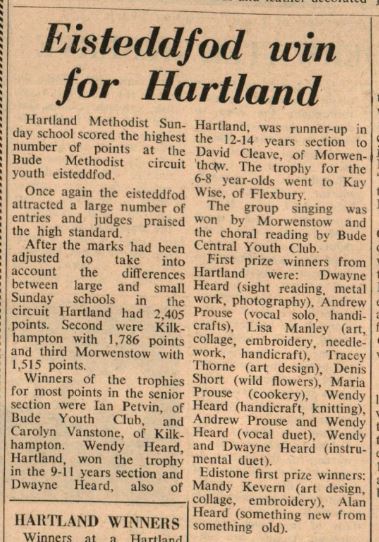 and leather decorated
Eisteddfod win
for Hartland
Hartland Methodist Sun-
day school scored the highest
number of points at the
Bude Methodist circuit
youth eisteddfod.
Once again the eisteddfod
attracted a large number of
entries and judges praised
the high standard.
After the marks had been
adjusted to take into
account the differences
between large and small
Sunday schools in the
circuit Hartland had 2,405
points. Second were Kilk-
hampton with 1,786 points
and third Morwenstow with
1,515 points.
Winners of the trophies
for most points in the senior
section were Ian Petvin, of
Bude Youth Club, and
Carolyn Vanstone, of Kilk-
hampton. Wendy Heard,
Hartland, won the trophy
in the 9-11 years section and
Dwayne Heard, also of
HARTLAND WINNERS
Winners at a Hartland
Hartland, was runner-up in
the 12-14 years section to
David Cleave, of Morwen-
thow. The trophy for the
6-8 year-olds went to Kay
Wise, of Flexbury.
The group singing was
won by Morwenstow and
the choral reading by Bude
Central Youth Club.
First prize winners from
Hartland were: Dwayne
Heard (sight reading, metal
work, photography), Andrew
Prouse (vocal solo, handi-
crafts), Lisa Manley (art,
collage, embroidery, needle-
work, handicraft), Tracey
Thorne (art design), Denis
Short (wild flowers), Maria
Prouse (cookery), Wendy
Heard (handicraft, knitting),
Andrew Prouse and Wendy
Heard (vocal duet), Wendy
and Dwayne Heard (instru-
mental duet).
Edistone first prize winners:
Mandy Kevern (art design,
collage, embroidery), Alan
Heard (something new from
something old).